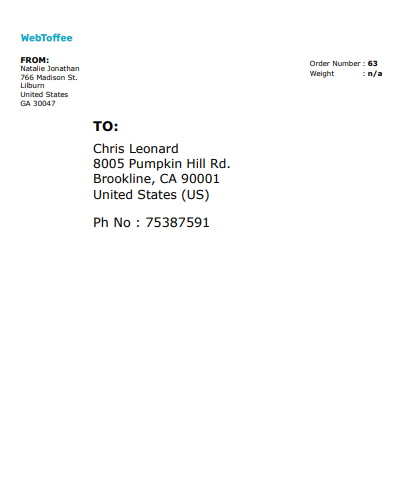 WebToffee
FROM:
Natalie Jonathan
766 Madison St.
Lilburn
United States
GA 30047
Order Number : 63
Weight : n/a
TO:
Chris Leonard
8005 Pumpkin Hill Rd.
Brookline, CA 90001
United States (US)
Ph No : 75387591